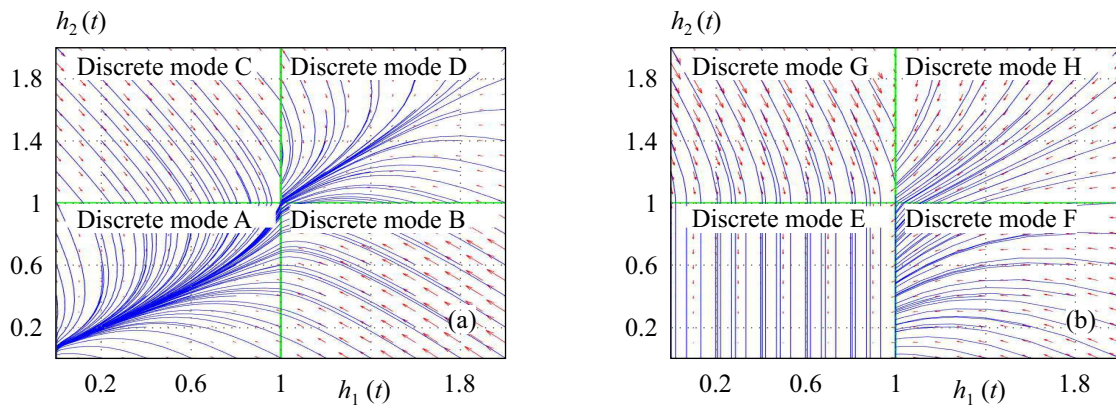 h₂(t)
h₂(t)
1.8
Discrete mode C
Discrete mode D
1.8
Discrete mode G
Discrete mode H
1.4
1.4
1
Discrete mode A
Discrete mode B
1
Discrete mode E
Discrete mode F
0.6
0.6
0.2
(a)
0.2
(b)
0.2
0.6
1
h₁(t)
1.8
0.2
0.6
1
h₁(t)
1.8